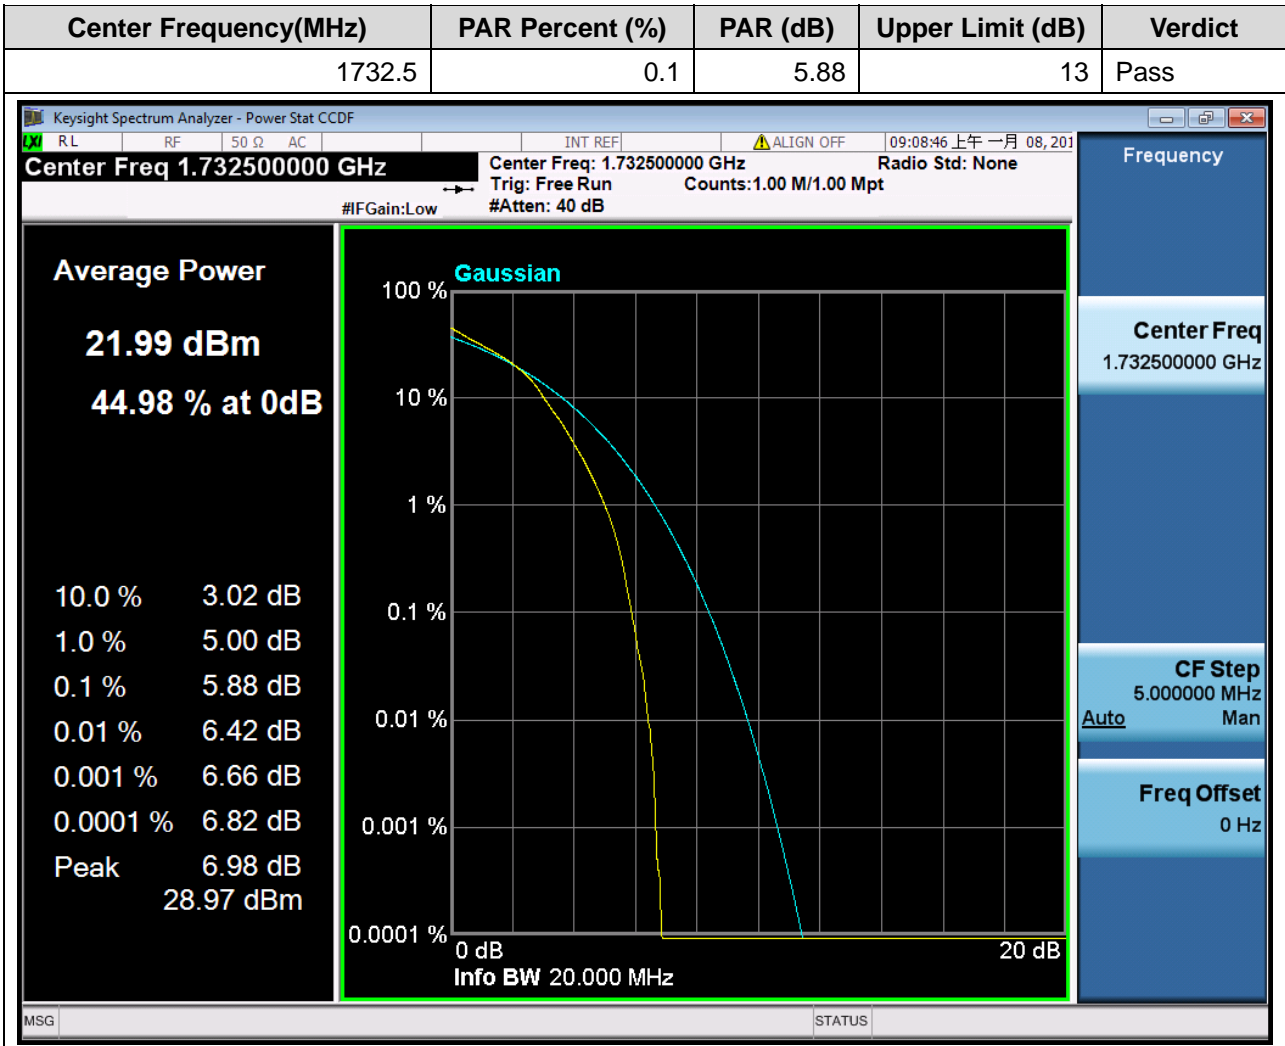 Center Frequency(MHz) PAR Percent (%) PAR (dB) Upper Limit (dB) Verdict
1732.5 0.1 5.88 13 Pass
Keysight Spectrum Analyzer - Power Stat CCDF
LXI RL RF 50 Ω AC INT REF ALIGN OFF 09:08:46 上午 一月 08, 201
Center Freq 1.732500000 GHz
Center Freq: 1.732500000 GHz Radio Std: None
Trig: Free Run Counts:1.00 M/1.00 Mpt
#IFGain:Low #Atten: 40 dB
Average Power
21.99 dBm
44.98 % at 0dB
10.0 % 3.02 dB
1.0 % 5.00 dB
0.1 % 5.88 dB
0.01 % 6.42 dB
0.001 % 6.66 dB
0.0001 % 6.82 dB
Peak 6.98 dB
28.97 dBm
Gaussian
100 %
10 %
1 %
0.1 %
0.01 %
0.001 %
0.0001 %
0 dB 20 dB
Info BW 20.000 MHz
Frequency
Center Freq
1.732500000 GHz
CF Step
5.000000 MHz
Auto Man
Freq Offset
0 Hz
MSG STATUS